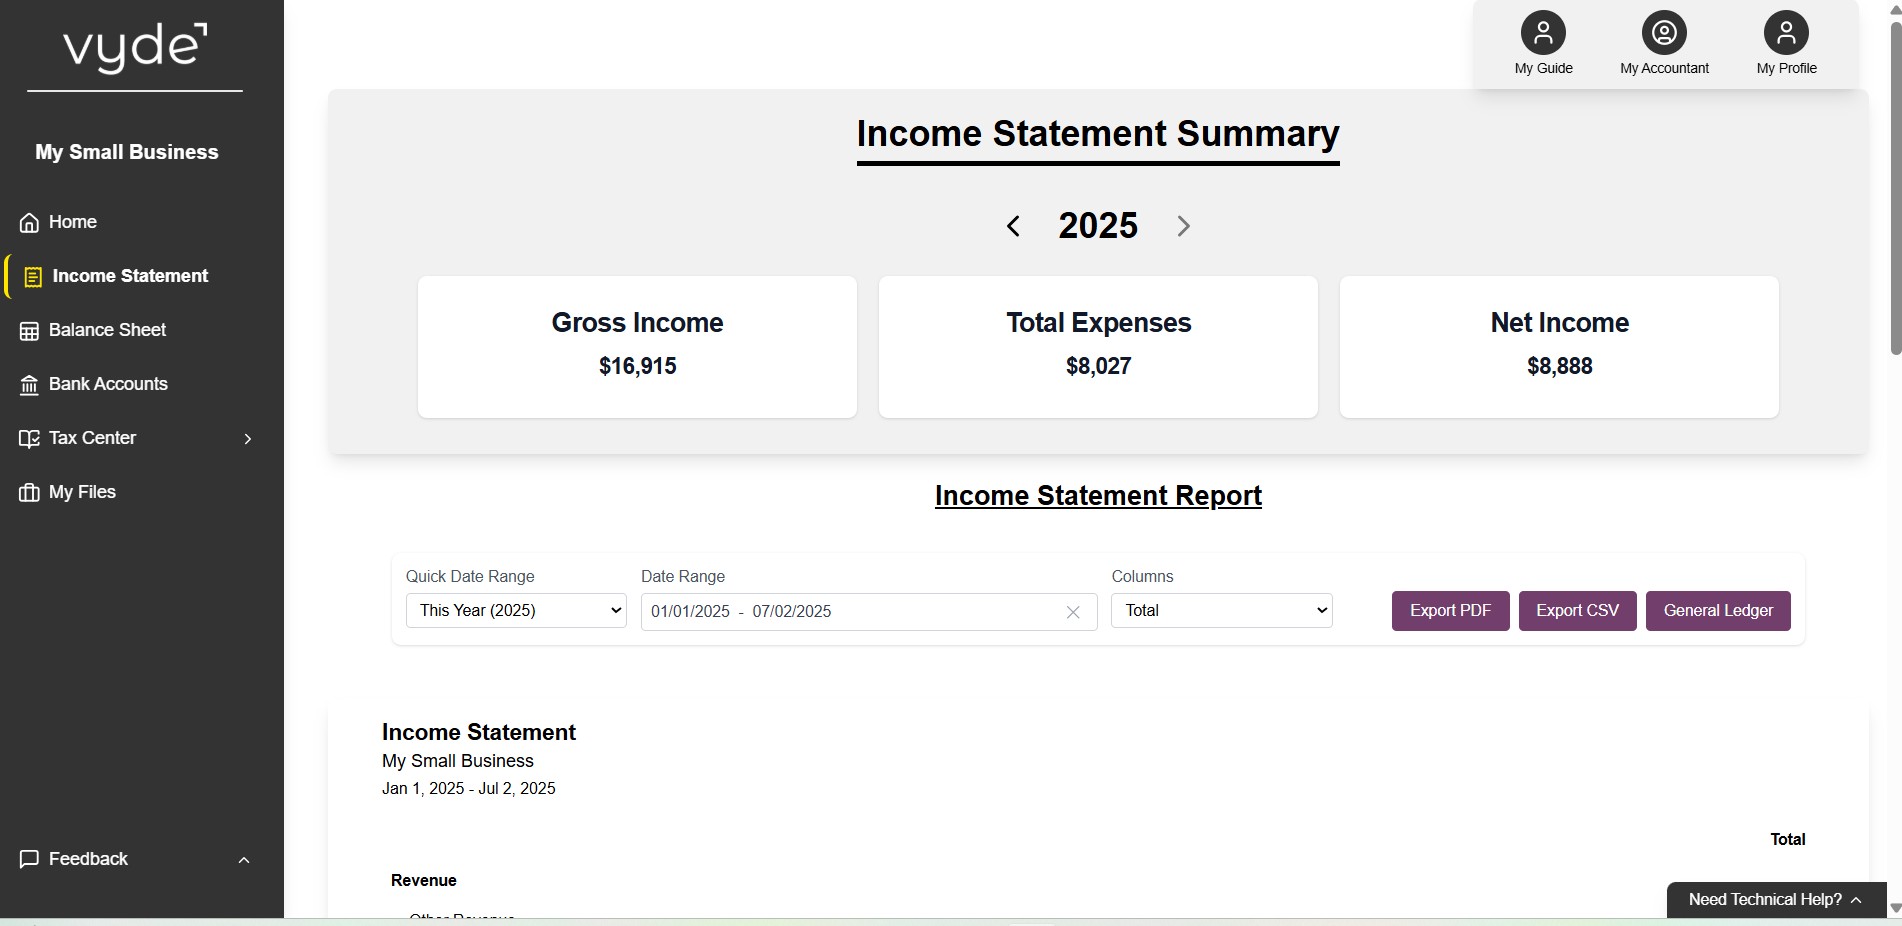 vyde
My Small Business
Home
Income Statement
Balance Sheet
Bank Accounts
Tax Center
My Files
Feedback
My Guide
My Accountant
My Profile
Income Statement Summary
2025
Gross Income
$16,915
Total Expenses
$8,027
Net Income
$8,888
Income Statement Report
Quick Date Range
This Year (2025)
Date Range
01/01/2025 - 07/02/2025
Columns
Total
Export PDF
Export CSV
General Ledger
Income Statement
My Small Business
Jan 1, 2025 - Jul 2, 2025
Total
Revenue
Other Revenue
Need Technical Help?